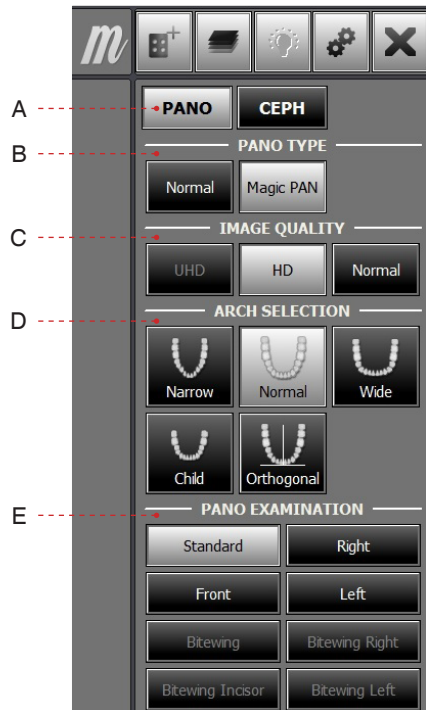 m
A
PANO CEPH
B
PANO TYPE
Normal Magic PAN
C
IMAGE QUALITY
UHD HD Normal
D
ARCH SELECTION
Narrow Normal Wide
Child Orthogonal
E
PANO EXAMINATION
Standard Right
Front Left
Bitewing Bitewing Right
Bitewing Incisor Bitewing Left